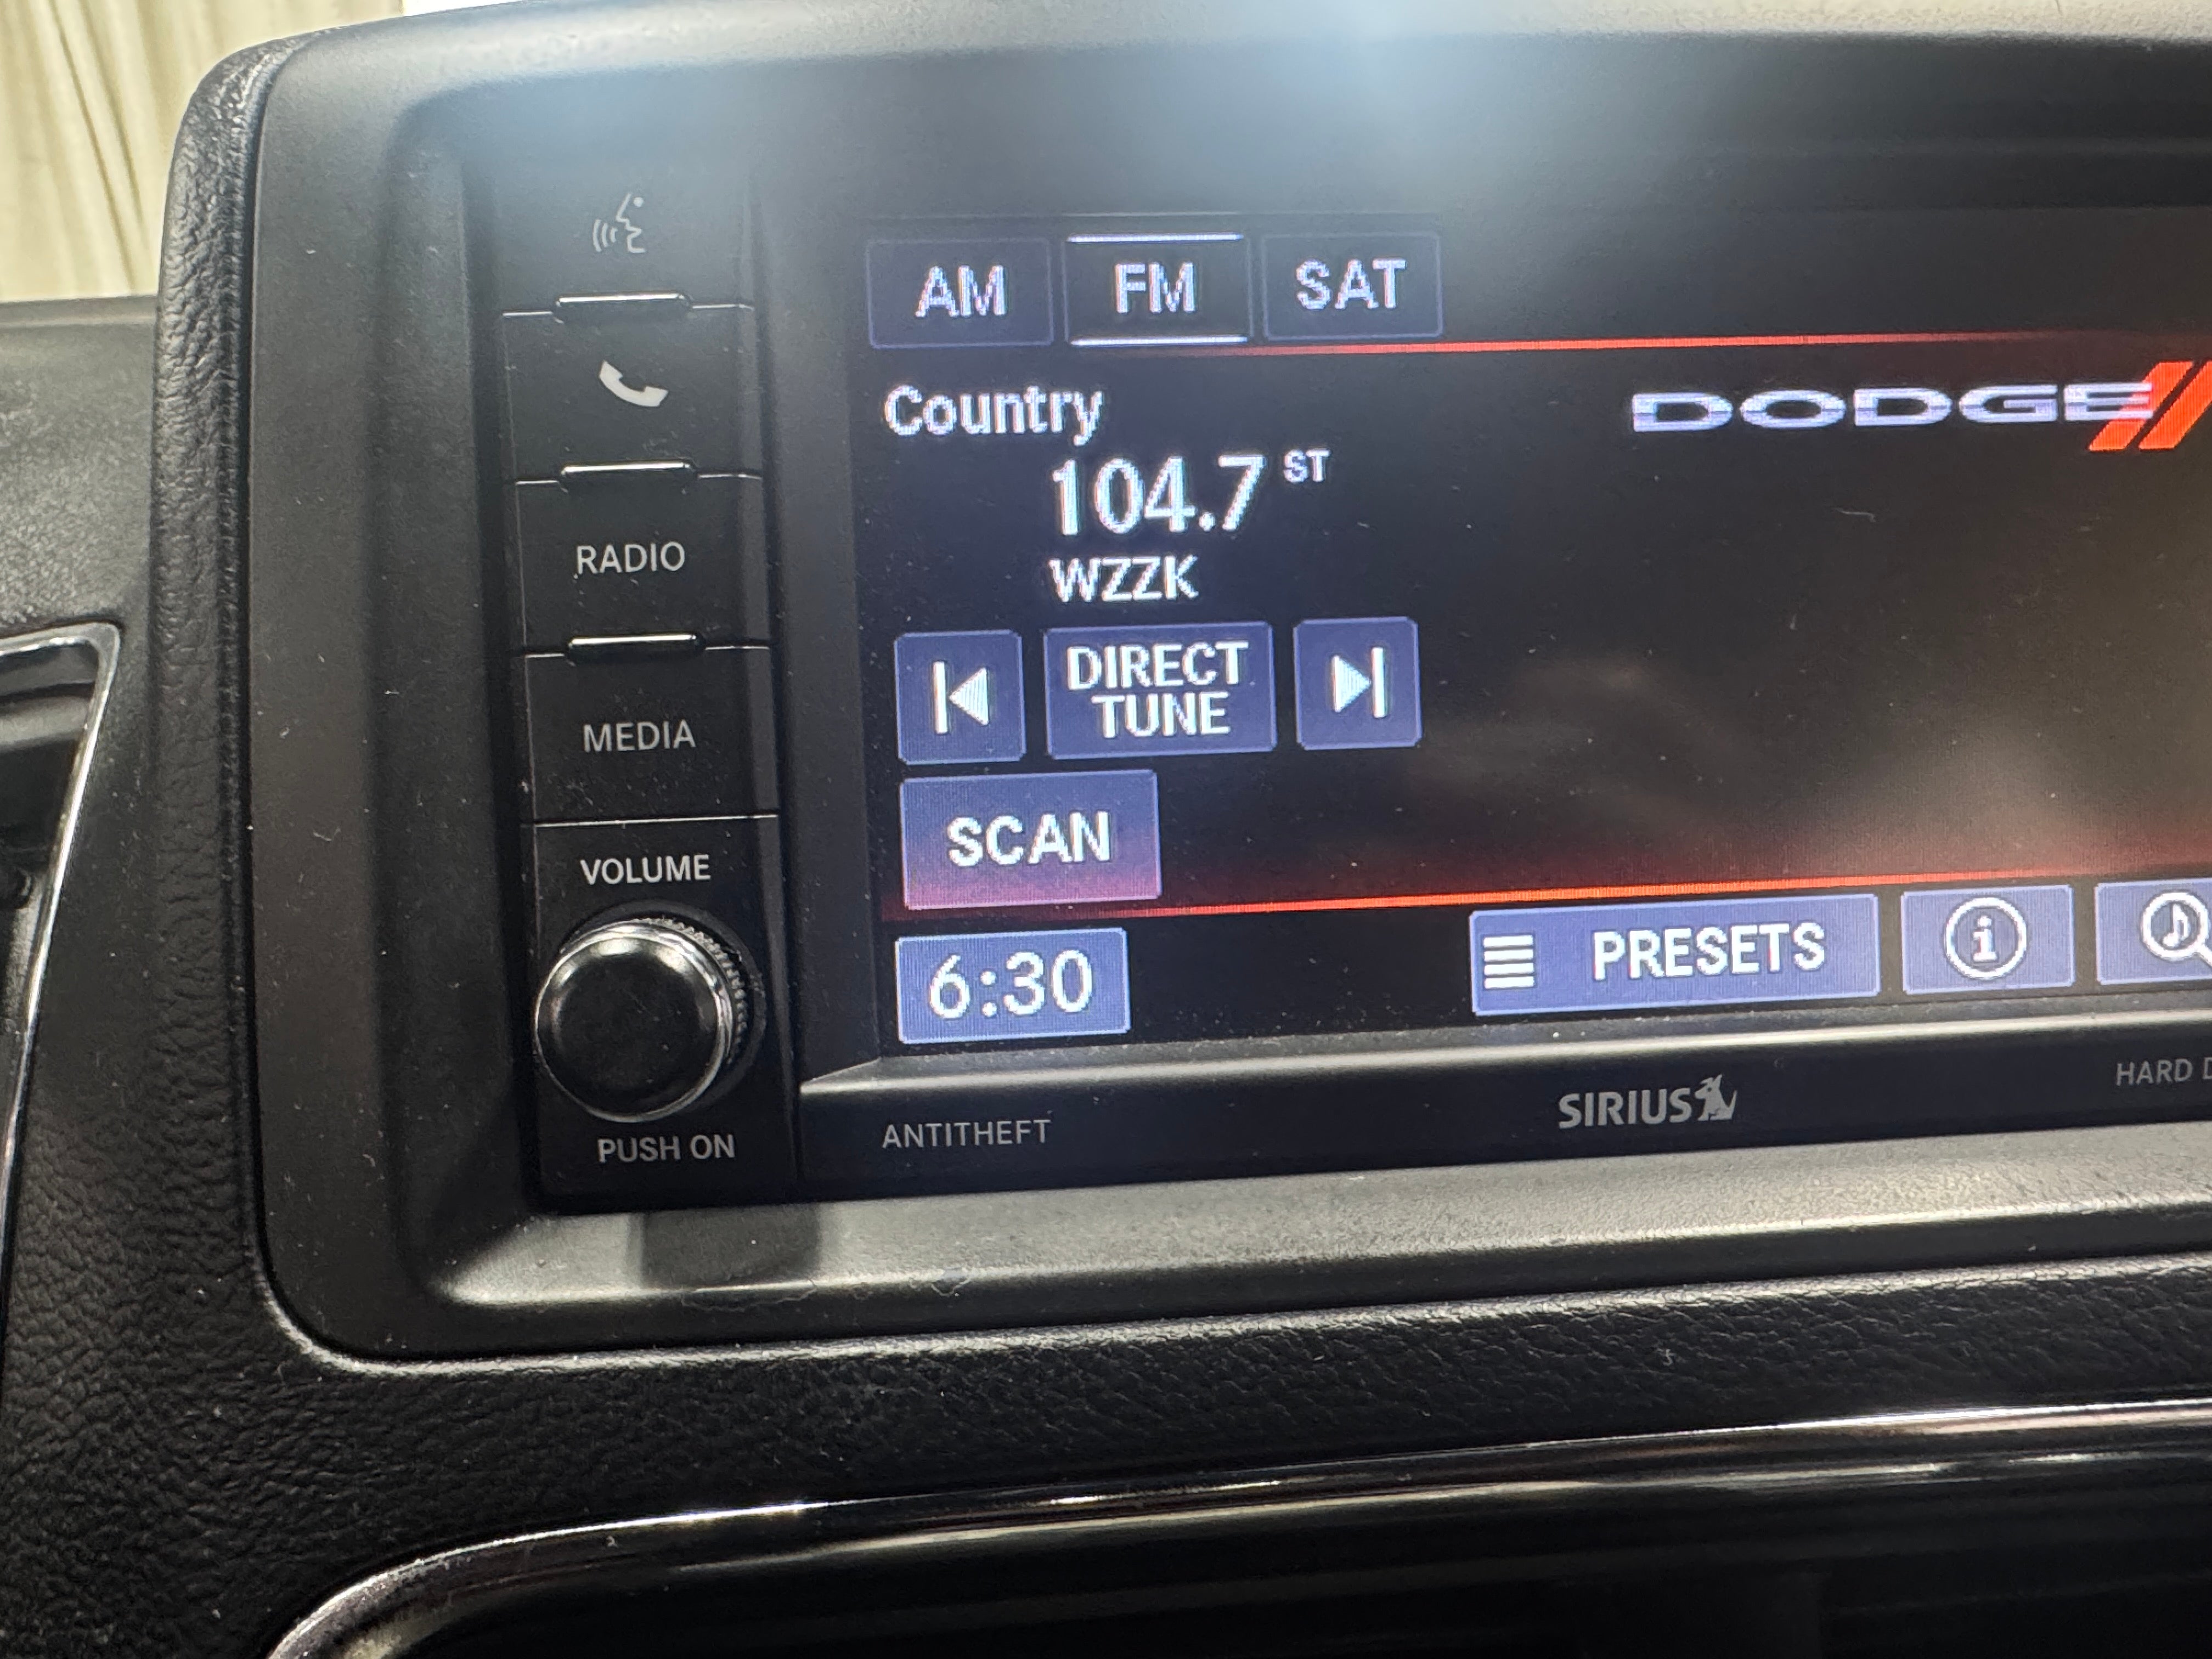 AM FM SAT
Country
DODGE
104.7 ST
WZZK
RADIO
DIRECT
TUNE
MEDIA
SCAN
VOLUME
6:30
PRESETS
i
PUSH ON
ANTITHEFT
SIRIUS
HARD